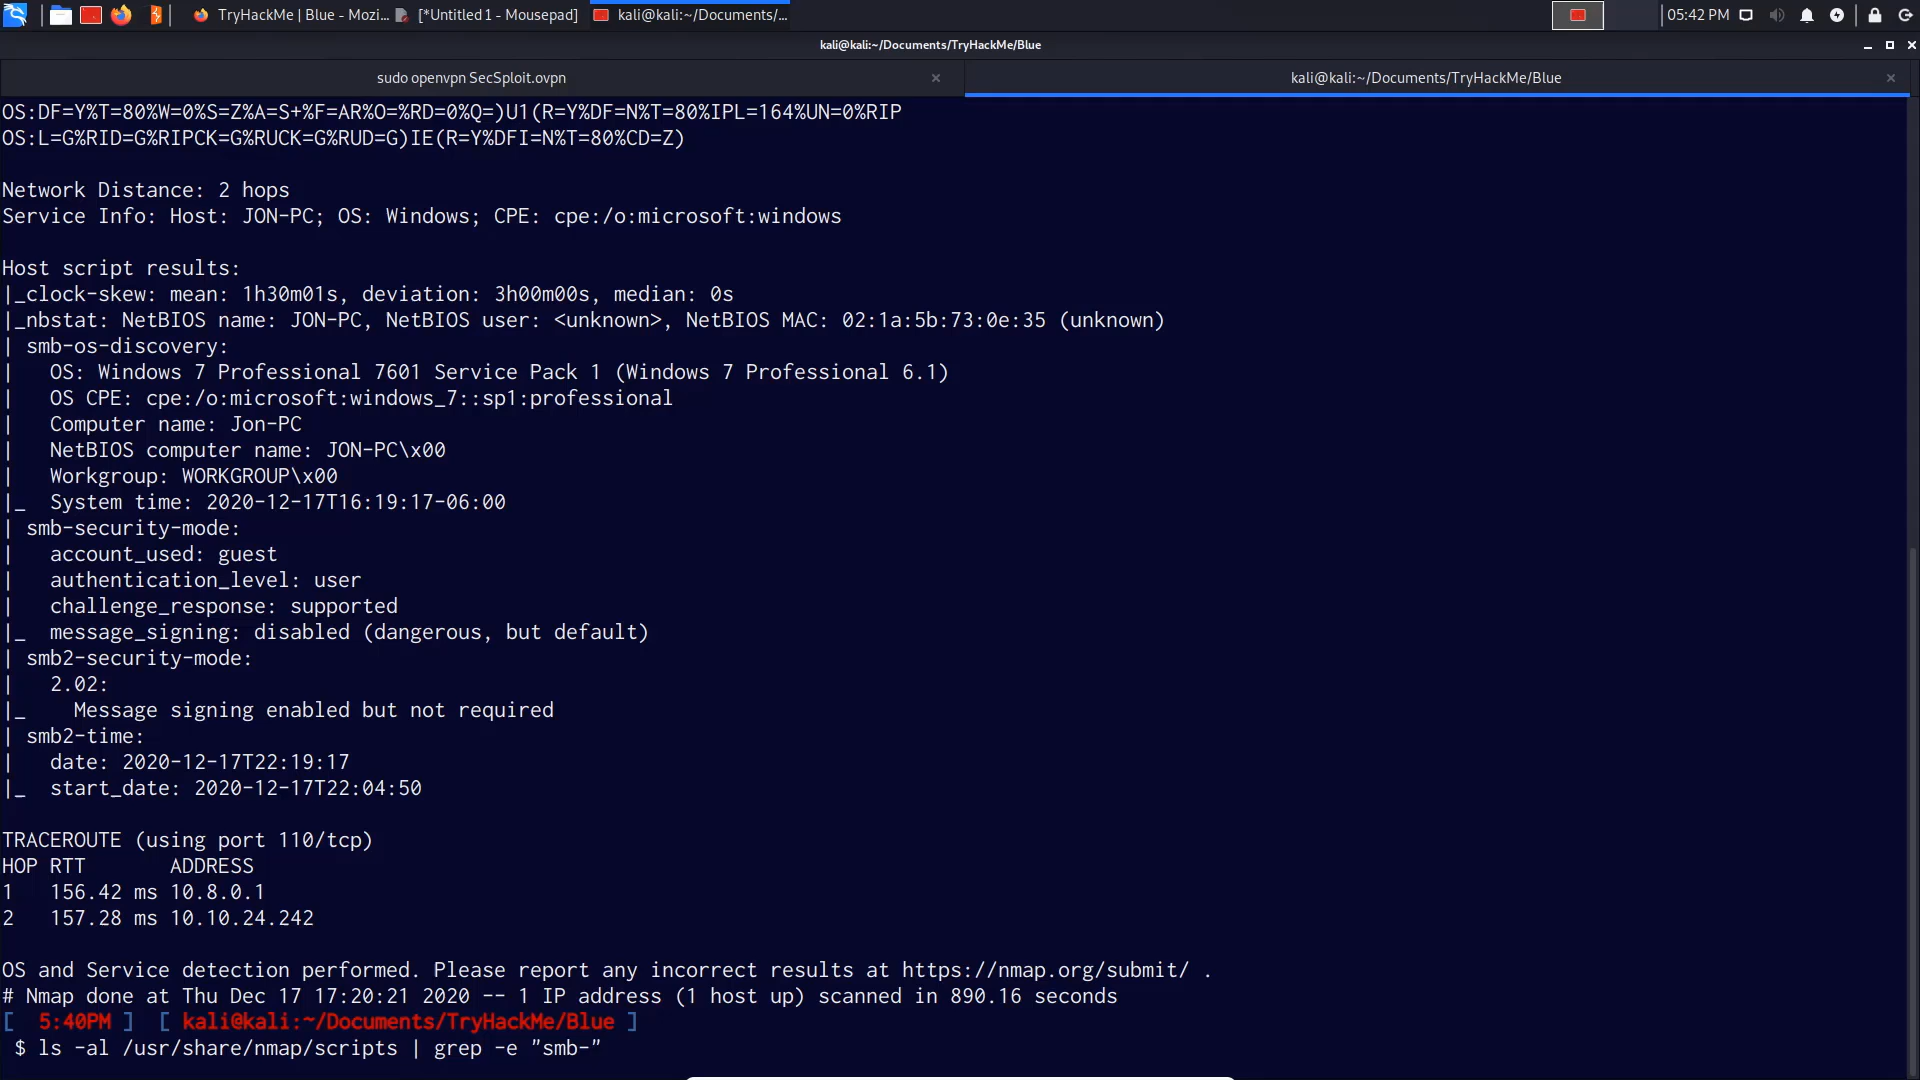 TryHackMe | Blue - Mozi...
[*Untitled 1 - Mousepad]
kali@kali:~/Documents/...
05:42 PM
kali@kali:~/Documents/TryHackMe/Blue
sudo openvpn SecSploit.ovpn
kali@kali:~/Documents/TryHackMe/Blue
OS:DF=Y%T=80%W=0%S=Z%A=S+%F=AR%O=%RD=0%Q=)U1(R=Y%DF=N%T=80%IPL=164%UN=0%RIP
OS:L=G%RID=G%RIPCK=G%RUCK=G%RUD=G)IE(R=Y%DFI=N%T=80%CD=Z)
Network Distance: 2 hops
Service Info: Host: JON-PC; OS: Windows; CPE: cpe:/o:microsoft:windows
Host script results:
|_clock-skew: mean: 1h30m01s, deviation: 3h00m00s, median: 0s
|_nbstat: NetBIOS name: JON-PC, NetBIOS user: <unknown>, NetBIOS MAC: 02:1a:5b:73:0e:35 (unknown)
| smb-os-discovery:
|   OS: Windows 7 Professional 7601 Service Pack 1 (Windows 7 Professional 6.1)
|   OS CPE: cpe:/o:microsoft:windows_7::sp1:professional
|   Computer name: Jon-PC
|   NetBIOS computer name: JON-PC\x00
|   Workgroup: WORKGROUP\x00
|_  System time: 2020-12-17T16:19:17-06:00
| smb-security-mode:
|   account_used: guest
|   authentication_level: user
|   challenge_response: supported
|_  message_signing: disabled (dangerous, but default)
| smb2-security-mode:
|   2.02:
|_    Message signing enabled but not required
| smb2-time:
|   date: 2020-12-17T22:19:17
|_  start_date: 2020-12-17T22:04:50
TRACEROUTE (using port 110/tcp)
HOP RTT       ADDRESS
1   156.42 ms 10.8.0.1
2   157.28 ms 10.10.24.242
OS and Service detection performed. Please report any incorrect results at https://nmap.org/submit/ .
# Nmap done at Thu Dec 17 17:20:21 2020 -- 1 IP address (1 host up) scanned in 890.16 seconds
[  5:40PM ]  [ kali@kali:~/Documents/TryHackMe/Blue ]
$ ls -al /usr/share/nmap/scripts | grep -e "smb-"